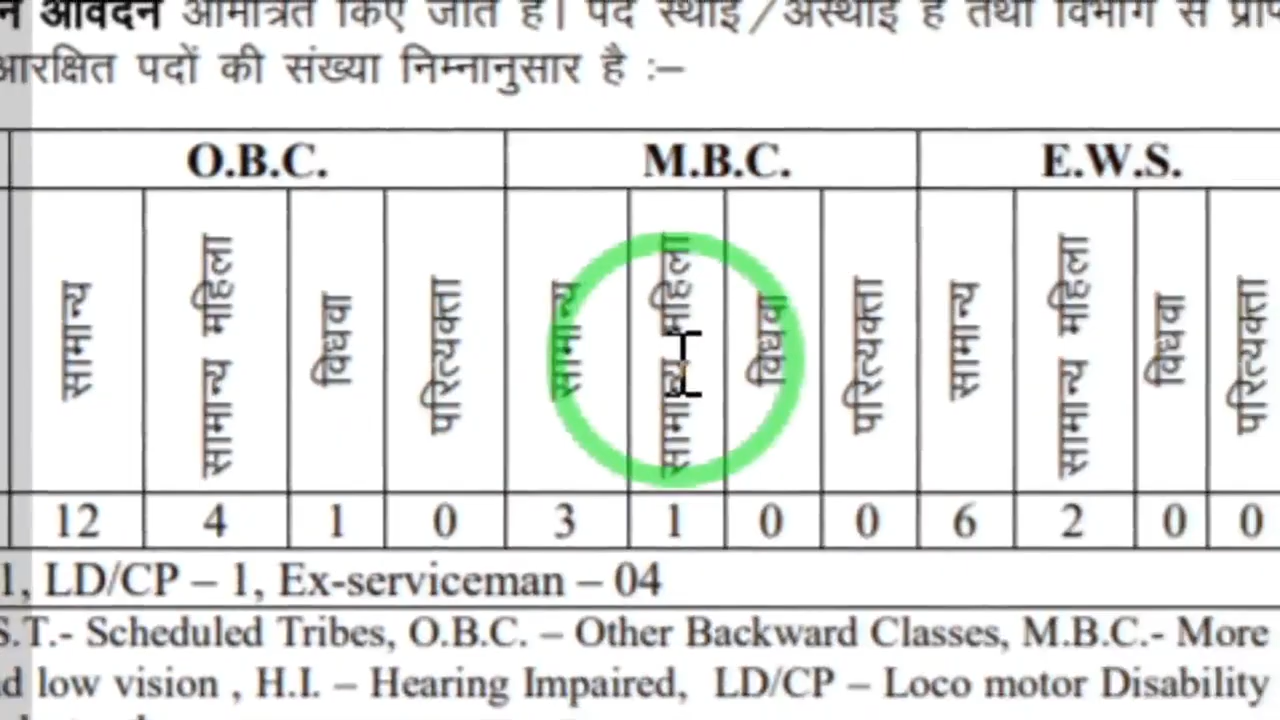 आवेदन आमंत्रित किए जाते है। पद स्थाई/अस्थाई है तथा विभाग से
आरक्षित पदों की संख्या निम्नानुसार है :–
O.B.C. M.B.C. E.W.S.
सामान्य सामान्य महिला विधवा परित्यक्ता सामान्य सामान्य महिला विधवा परित्यक्ता सामान्य सामान्य महिला विधवा परित्यक्ता
12 4 1 0 3 1 0 0 6 2 0 0
1, LD/CP – 1, Ex-serviceman – 04
S.T.- Scheduled Tribes, O.B.C. – Other Backward Classes, M.B.C.- More
low vision , H.I. – Hearing Impaired, LD/CP – Loco motor Disability